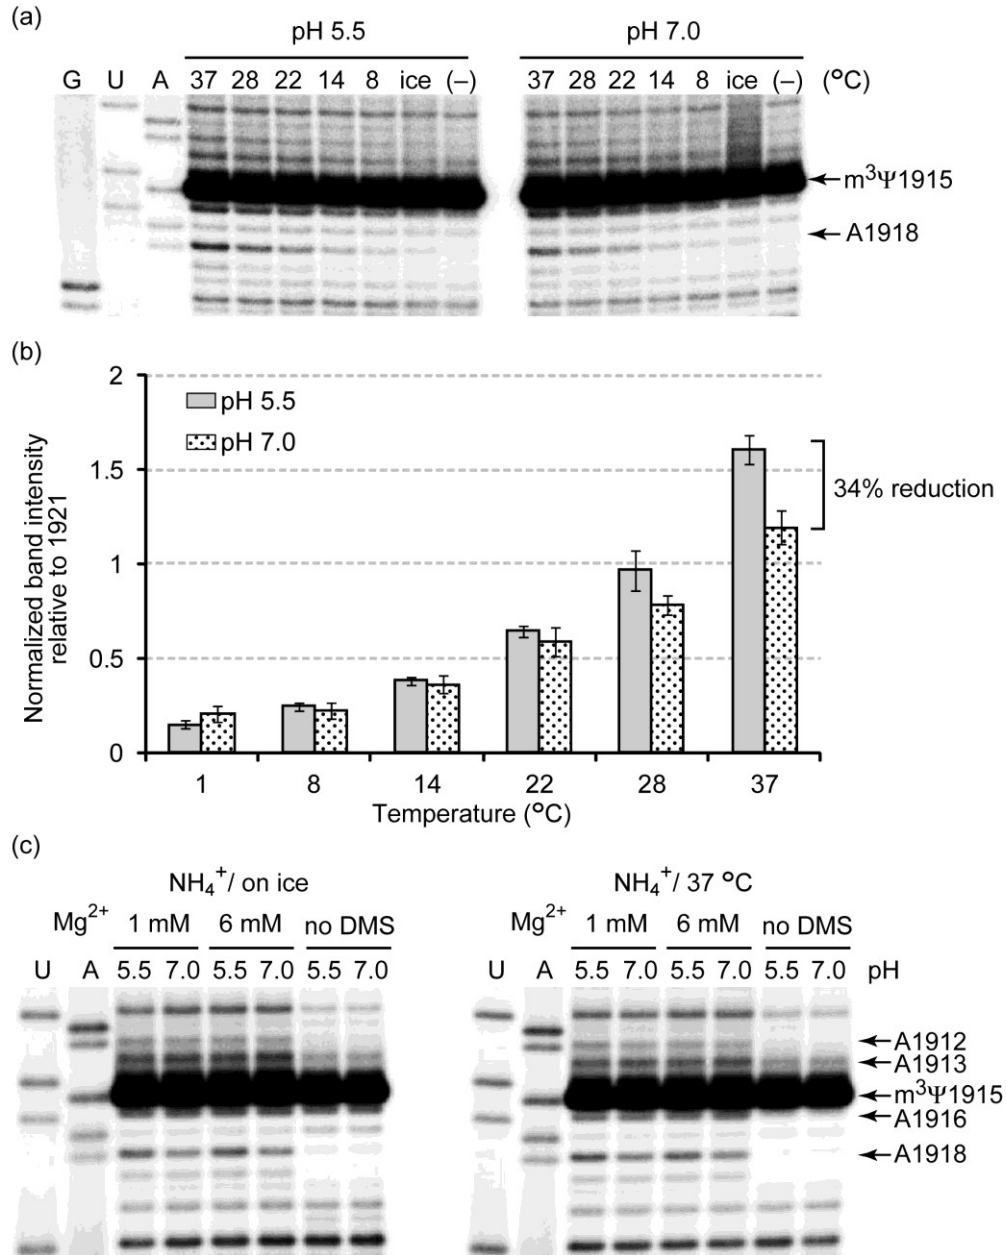 (a)
pH 5.5 pH 7.0
G U A 37 28 22 14 8 ice (–) 37 28 22 14 8 ice (–) (°C)
m³Ψ1915
A1918
(b)
Normalized band intensity
relative to 1921
2
1.5
1
0.5
0
pH 5.5
pH 7.0
34% reduction
1 8 14 22 28 37
Temperature (°C)
(c)
NH₄⁺/ on ice NH₄⁺/ 37 °C
Mg²⁺ 1 mM 6 mM no DMS Mg²⁺ 1 mM 6 mM no DMS
U A 5.5 7.0 5.5 7.0 5.5 7.0 U A 5.5 7.0 5.5 7.0 5.5 7.0 pH
A1912
A1913
m³Ψ1915
A1916
A1918